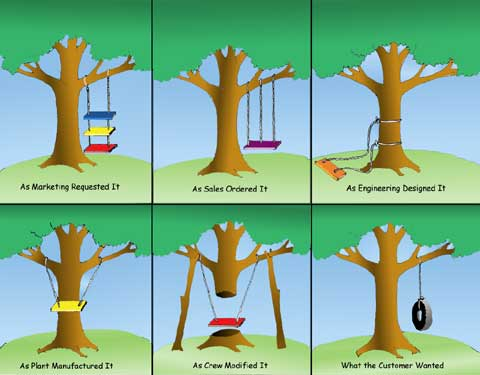 As Marketing Requested It
As Sales Ordered It
As Engineering Designed It
As Plant Manufactured It
As Crew Modified It
What the Customer Wanted